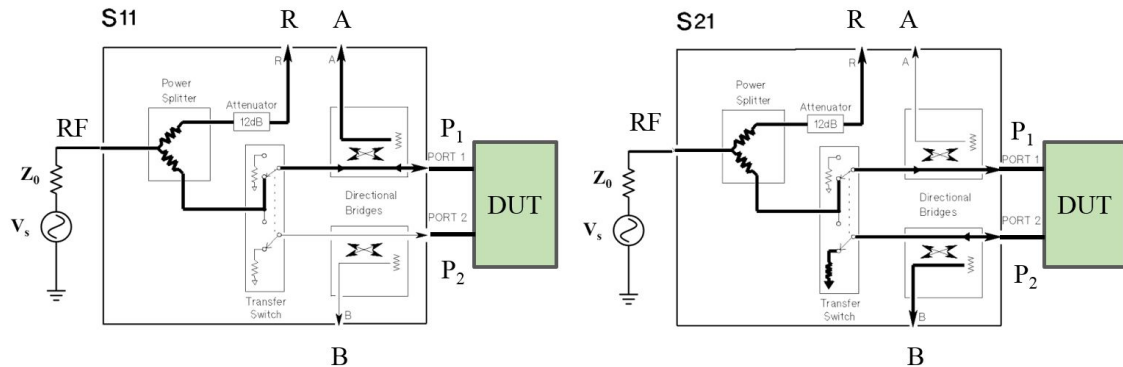 S11
R
A
R
A
Power
Splitter
Attenuator
12dB
RF
P₁
PORT 1
Z₀
Vₛ
Directional
Bridges
DUT
PORT 2
P₂
Transfer
Switch
B
B
S21
R
A
R
A
Power
Splitter
Attenuator
12dB
RF
P₁
PORT 1
Z₀
Vₛ
Directional
Bridges
DUT
PORT 2
P₂
Transfer
Switch
B
B